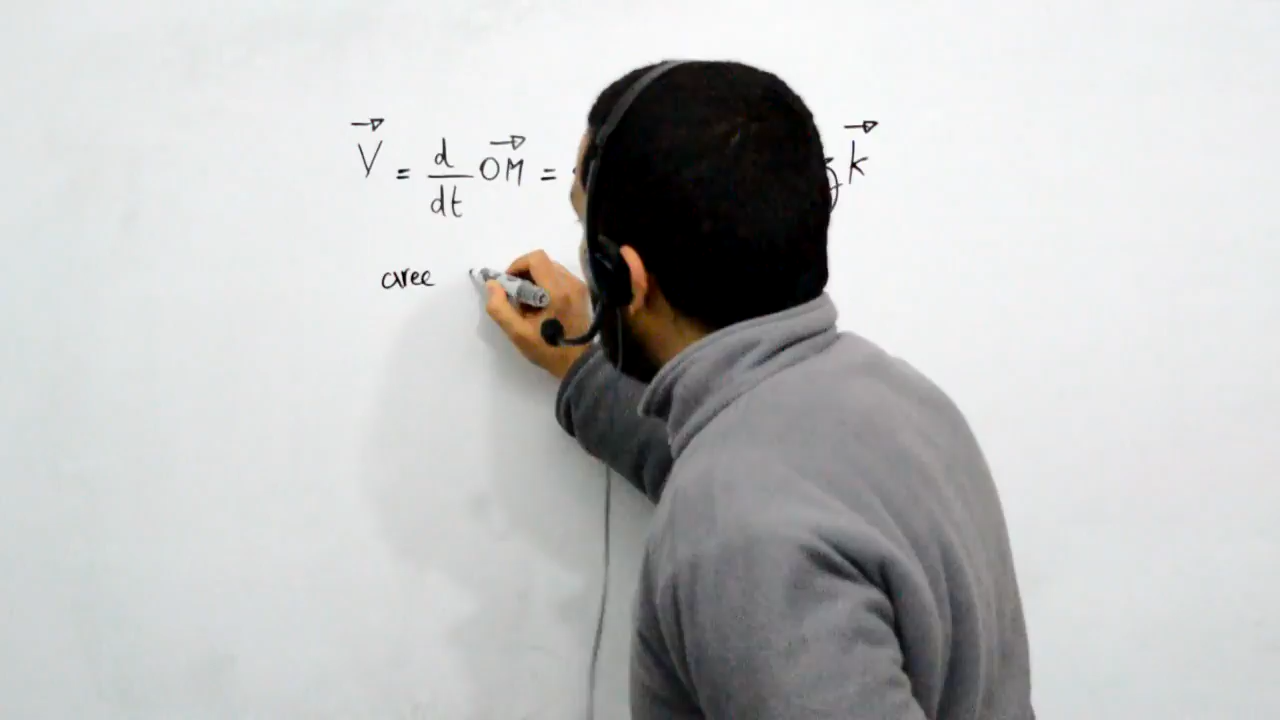 V⃗ = d/dt OM⃗ = k⃗
avec